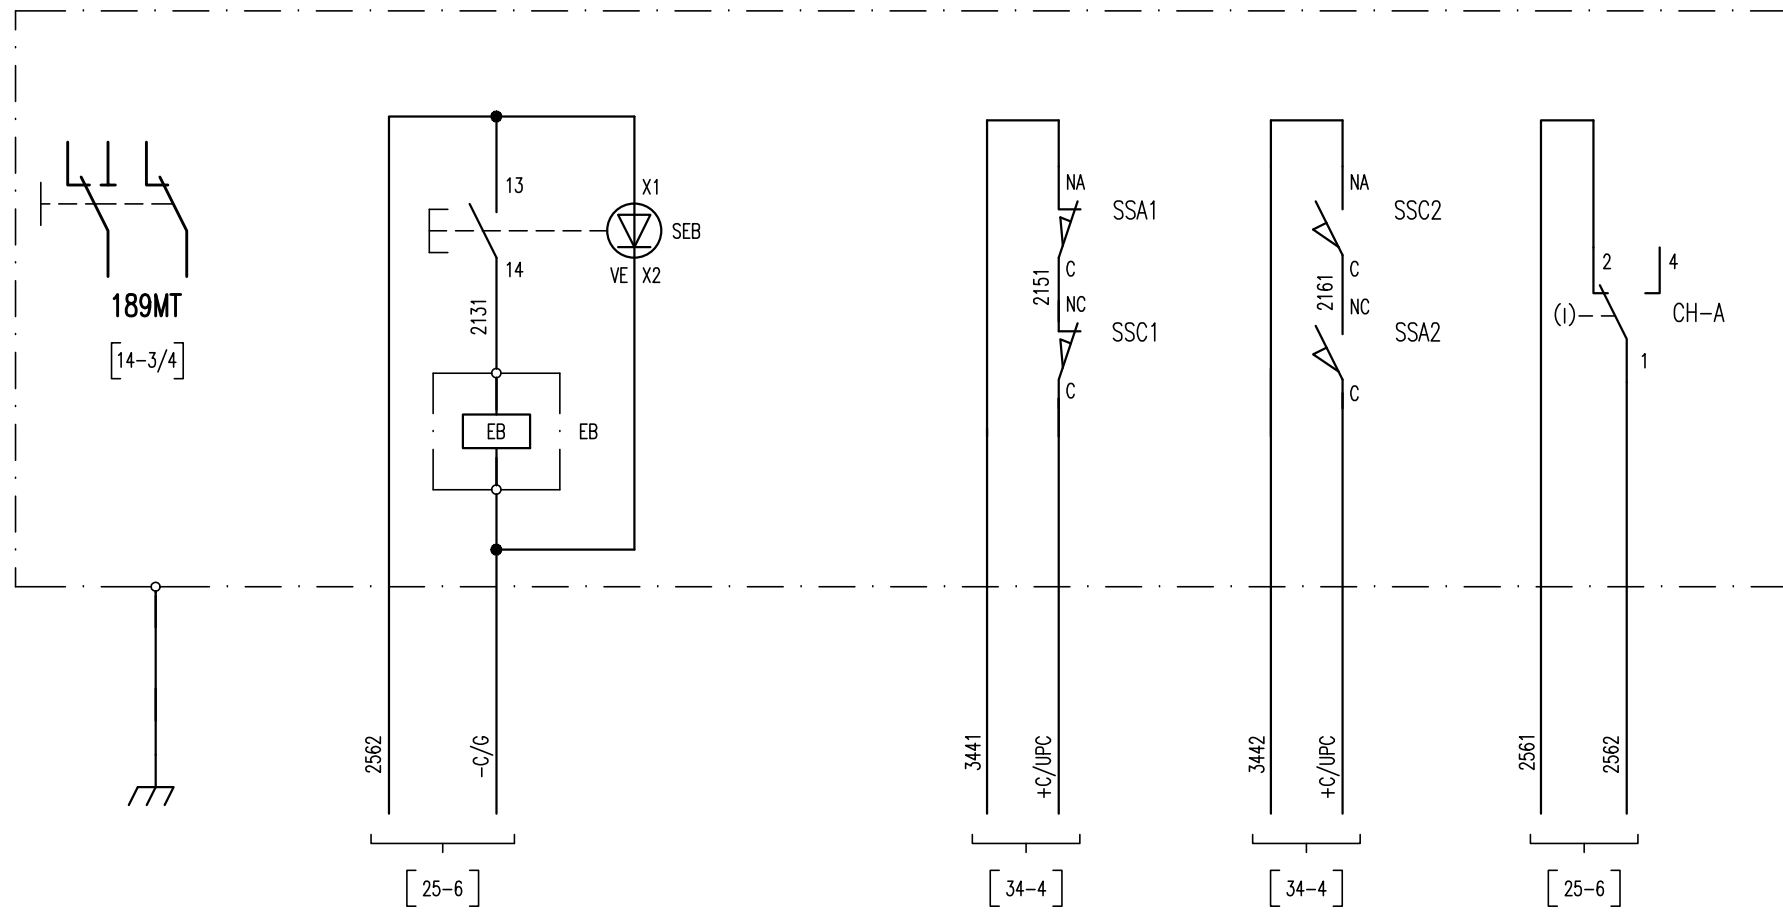 189MT
14-3/4
13
14
2131
EB
EB
X1
SEB
VE X2
2562
-C/G
25-6
NA
SSA1
C
2151
NC
SSC1
C
3441
+C/UPC
34-4
NA
SSC2
C
2161
NC
SSA2
C
3442
+C/UPC
34-4
2
4
(I)
CH-A
1
2561
2562
25-6